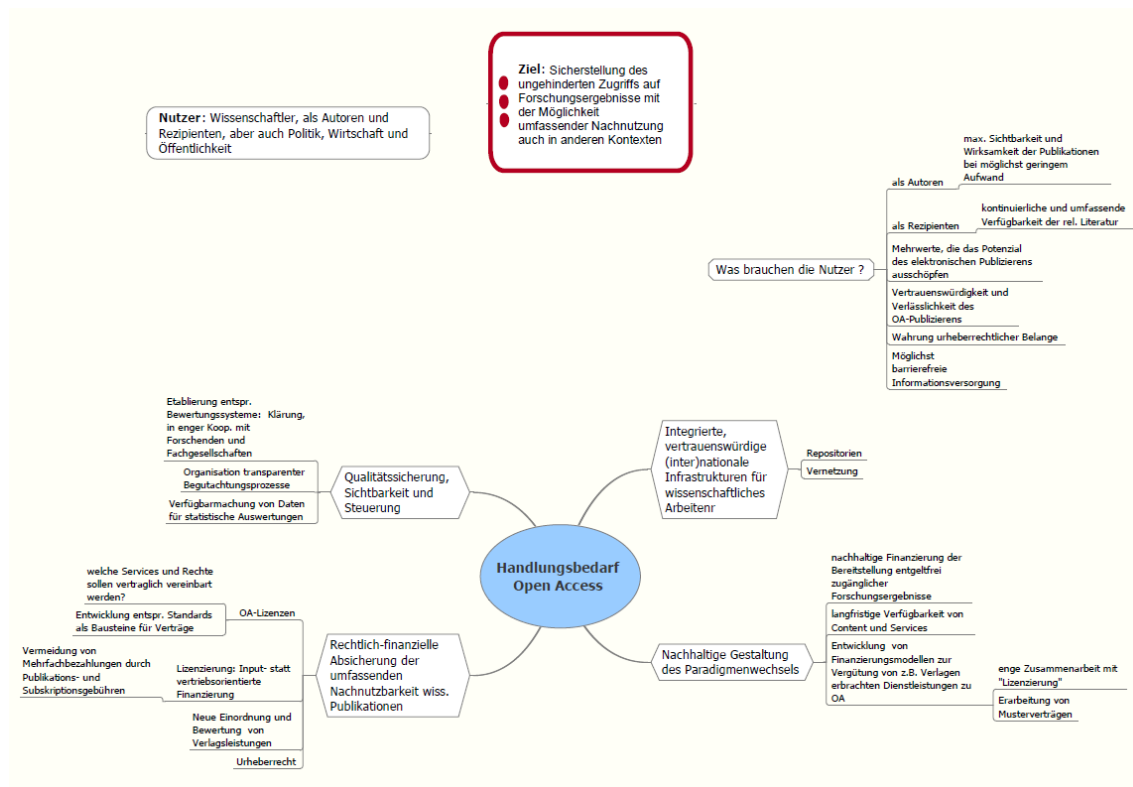 Ziel: Sicherstellung des
ungehinderten Zugriffs auf
Forschungsergebnisse mit
der Möglichkeit
umfassender Nachnutzung
auch in anderen Kontexten
Nutzer: Wissenschaftler, als Autoren und
Rezipienten, aber auch Politik, Wirtschaft und
Öffentlichkeit
Was brauchen die Nutzer ?
als Autoren
max. Sichtbarkeit und
Wirksamkeit der Publikationen
bei möglichst geringem
Aufwand
als Rezipienten
kontinuierliche und umfassende
Verfügbarkeit der rel. Literatur
Mehrwerte, die das Potenzial
des elektronischen Publizierens
ausschöpfen
Vertrauenswürdigkeit und
Verlässlichkeit des
OA-Publizierens
Wahrung urheberrechtlicher Belange
Möglichst
barrierefreie
Informationsversorgung
Handlungsbedarf
Open Access
Qualitätssicherung,
Sichtbarkeit und
Steuerung
Etablierung entspr.
Bewertungssysteme: Klärung,
in enger Koop. mit
Forschenden und
Fachgesellschaften
Organisation transparenter
Begutachtungsprozesse
Verfügbarmachung von Daten
für statistische Auswertungen
Integrierte,
vertrauenswürdige
(inter)nationale
Infrastrukturen für
wissenschaftliches
Arbeitenr
Repositorien
Vernetzung
Rechtlich-finanzielle
Absicherung der
umfassenden
Nachnutzbarkeit wiss.
Publikationen
OA-Lizenzen
welche Services und Rechte
sollen vertraglich vereinbart
werden?
Entwicklung entspr. Standards
als Bausteine für Verträge
Lizenzierung: Input- statt
vertriebsorientierte
Finanzierung
Vermeidung von
Mehrfachbezahlungen durch
Publikations- und
Subskriptionsgebühren
Neue Einordnung und
Bewertung von
Verlagsleistungen
Urheberrecht
Nachhaltige Gestaltung
des Paradigmenwechsels
nachhaltige Finanzierung der
Bereitstellung entgeltfrei
zugänglicher
Forschungsergebnisse
langfristige Verfügbarkeit von
Content und Services
Entwicklung von
Finanzierungsmodellen zur
Vergütung von z.B. Verlagen
erbrachten Dienstleistungen zu
OA
enge Zusammenarbeit mit
"Lizenzierung"
Erarbeitung von
Musterverträgen